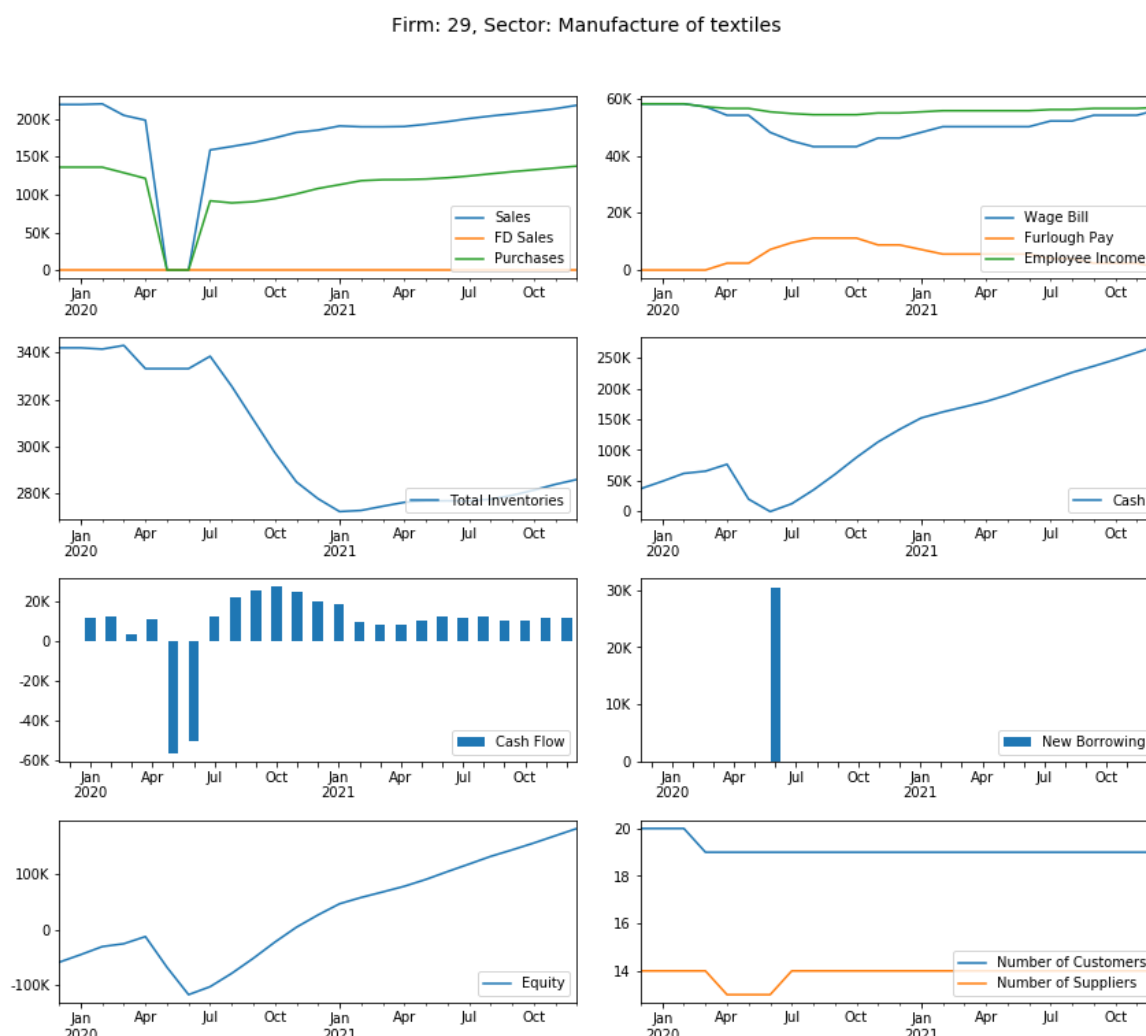 Firm: 29, Sector: Manufacture of textiles
200K
150K
100K
50K
0
Sales
FD Sales
Purchases
Jan
2020
Apr
Jul
Oct
Jan
2021
Apr
Jul
Oct
60K
40K
20K
0
Wage Bill
Furlough Pay
Employee Income
Jan
2020
Apr
Jul
Oct
Jan
2021
Apr
Jul
Oct
340K
320K
300K
280K
Total Inventories
Jan
2020
Apr
Jul
Oct
Jan
2021
Apr
Jul
Oct
250K
200K
150K
100K
50K
0
Cash
Jan
2020
Apr
Jul
Oct
Jan
2021
Apr
Jul
Oct
20K
0
-20K
-40K
-60K
Cash Flow
Jan
2020
Apr
Jul
Oct
Jan
2021
Apr
Jul
Oct
30K
20K
10K
0
New Borrowing
Jan
2020
Apr
Jul
Oct
Jan
2021
Apr
Jul
Oct
100K
0
-100K
Equity
Jan
2020
Apr
Jul
Oct
Jan
2021
Apr
Jul
Oct
20
18
16
14
Number of Customers
Number of Suppliers
Jan
2020
Apr
Jul
Oct
Jan
2021
Apr
Jul
Oct